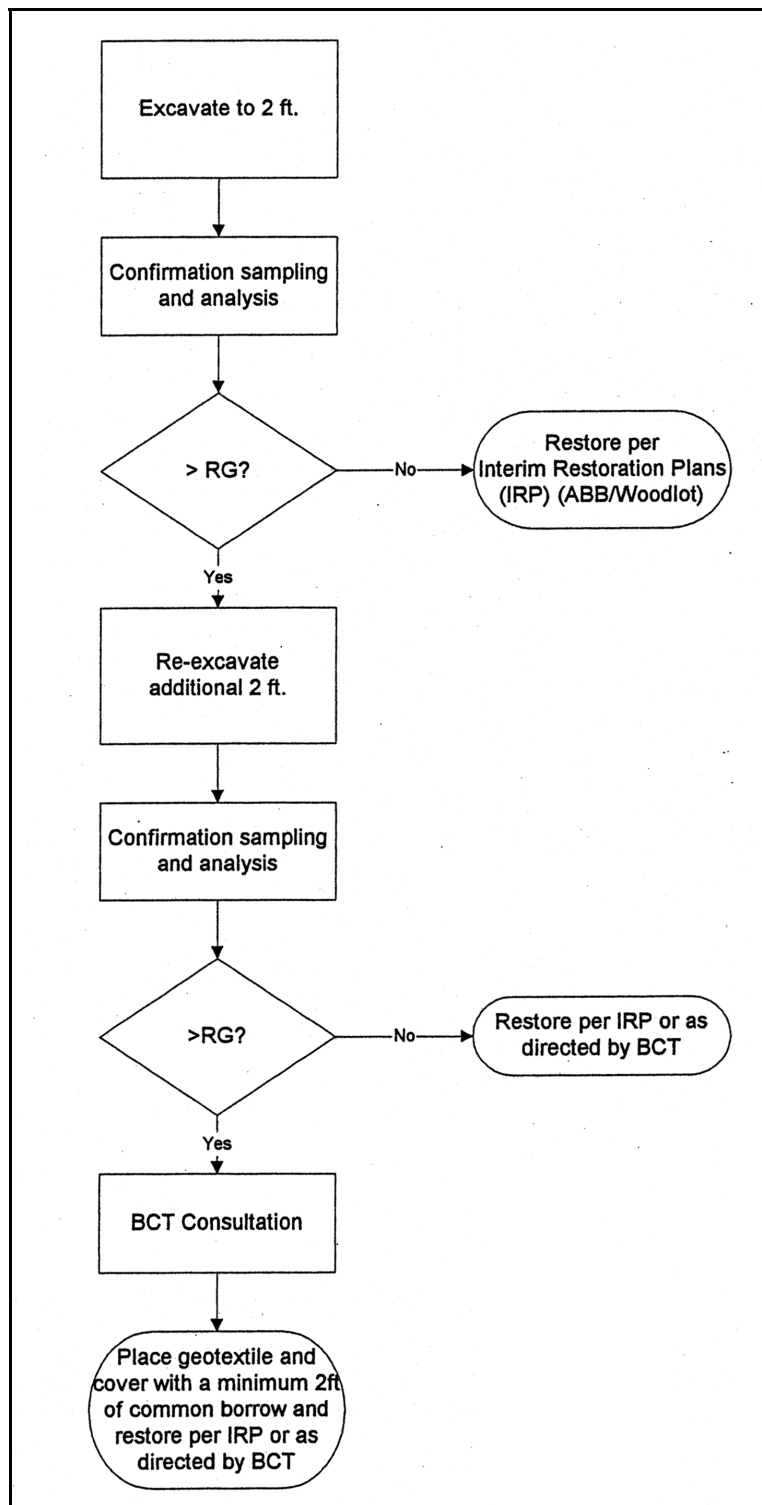 Excavate to 2 ft.
Confirmation sampling
and analysis
> RG?
No
Restore per
Interim Restoration Plans
(IRP) (ABB/Woodlot)
Yes
Re-excavate
additional 2 ft.
Confirmation sampling
and analysis
>RG?
No
Restore per IRP or as
directed by BCT
Yes
BCT Consultation
Place geotextile and
cover with a minimum 2ft
of common borrow and
restore per IRP or as
directed by BCT